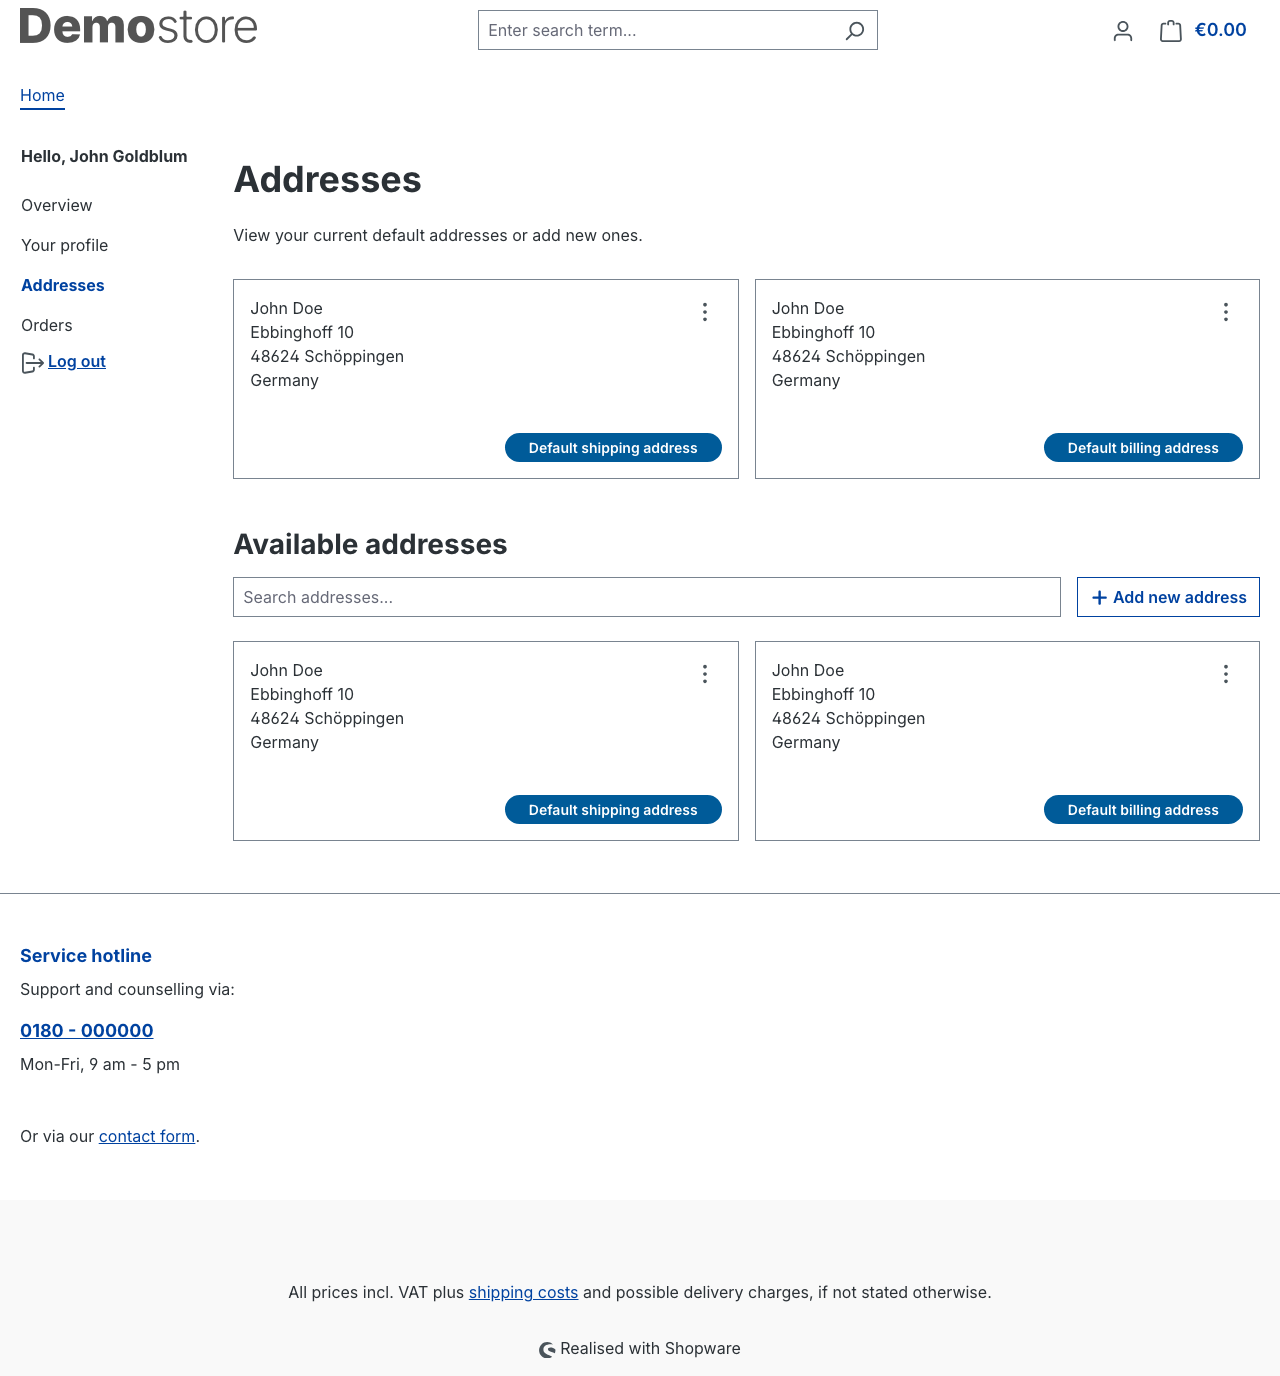 Demostore
Enter search term...
€0.00
Home
Hello, John Goldblum
Overview
Your profile
Addresses
Orders
Log out
Addresses
View your current default addresses or add new ones.
John Doe
Ebbinghoff 10
48624 Schöppingen
Germany
Default shipping address
John Doe
Ebbinghoff 10
48624 Schöppingen
Germany
Default billing address
Available addresses
Search addresses...
Add new address
John Doe
Ebbinghoff 10
48624 Schöppingen
Germany
Default shipping address
John Doe
Ebbinghoff 10
48624 Schöppingen
Germany
Default billing address
Service hotline
Support and counselling via:
0180 - 000000
Mon-Fri, 9 am - 5 pm
Or via our contact form.
All prices incl. VAT plus shipping costs and possible delivery charges, if not stated otherwise.
Realised with Shopware